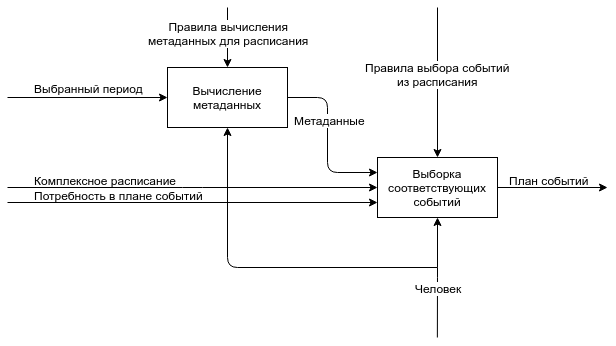 Правила вычисления
метаданных для расписания
Правила выбора событий
из расписания
Выбранный период
Вычисление
метаданных
Метаданные
Комплексное расписание
Потребность в плане событий
Выборка
соответствующих
событий
План событий
Человек